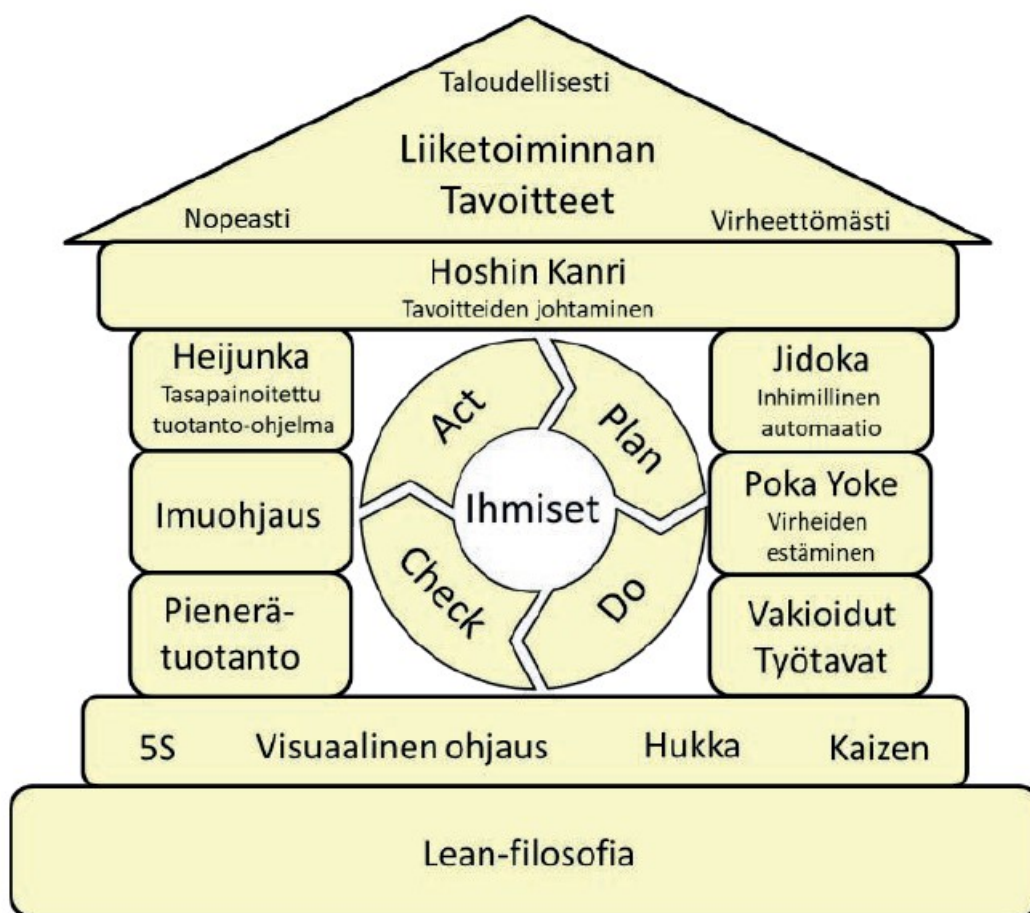 Taloudellisesti
Liiketoiminnan
Tavoitteet
Nopeasti
Virheettömästi
Hoshin Kanri
Tavoitteiden johtaminen
Heijunka
Tasapainoitettu
tuotanto-ohjelma
Imuohjaus
Pienerä-
tuotanto
Act
Plan
Ihmiset
Check
Do
Jidoka
Inhimillinen
automaatio
Poka Yoke
Virheiden
estäminen
Vakioidut
Työtavat
5S Visuaalinen ohjaus Hukka Kaizen
Lean-filosofia